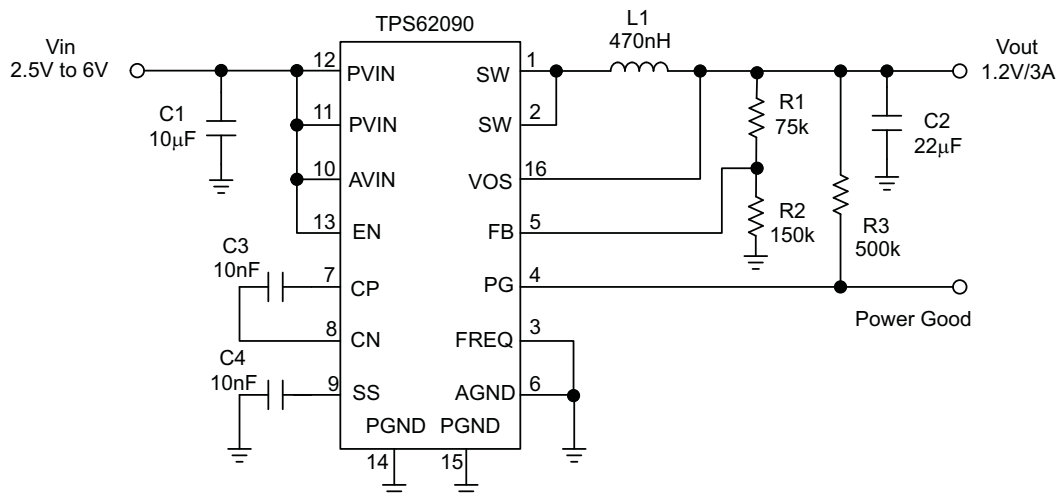 TPS62090
Vin
2.5V to 6V
C1
10μF
12
PVIN
11
PVIN
10
AVIN
13
EN
C3
10nF
7
CP
8
CN
C4
10nF
9
SS
PGND
PGND
14
15
SW
1
SW
2
VOS
16
FB
5
PG
4
FREQ
3
AGND
6
L1
470nH
R1
75k
R2
150k
R3
500k
C2
22μF
Vout
1.2V/3A
Power Good